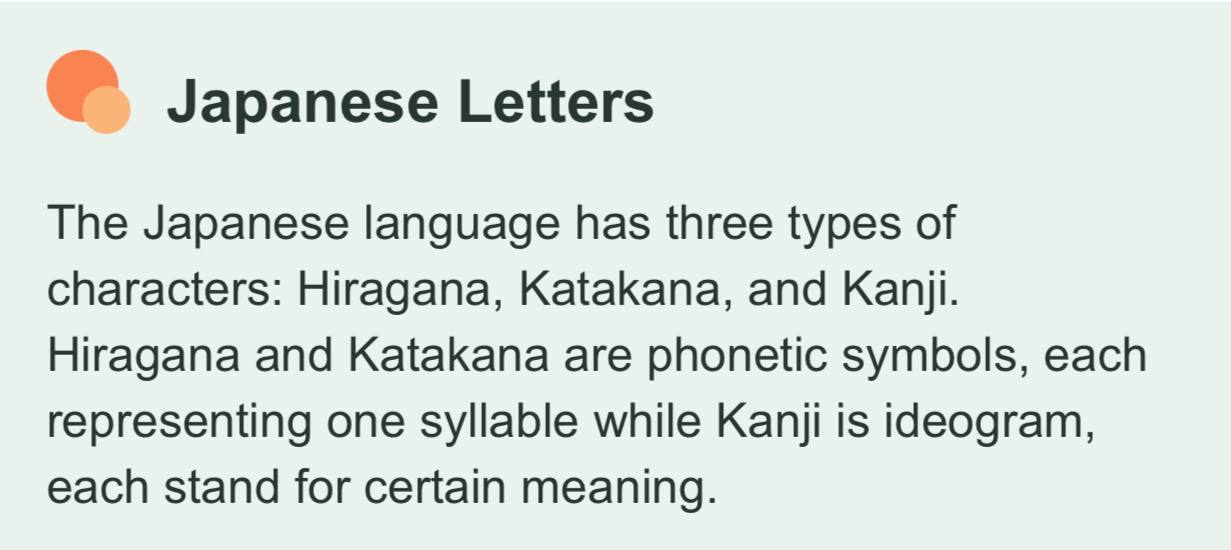 Japanese Letters
The Japanese language has three types of
characters: Hiragana, Katakana, and Kanji.
Hiragana and Katakana are phonetic symbols, each
representing one syllable while Kanji is ideogram,
each stand for certain meaning.